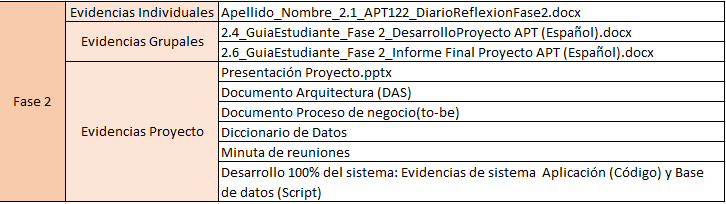 Fase 2
Evidencias Individuales
Apellido_Nombre_2.1_APT122_DiarioReflexionFase2.docx
Evidencias Grupales
2.4_GuiaEstudiante_Fase 2_DesarrolloProyecto APT (Español).docx
2.6_GuiaEstudiante_Fase 2_Informe Final Proyecto APT (Español).docx
Evidencias Proyecto
Presentación Proyecto.pptx
Documento Arquitectura (DAS)
Documento Proceso de negocio(to-be)
Diccionario de Datos
Minuta de reuniones
Desarrollo 100% del sistema: Evidencias de sistema  Aplicación (Código) y Base
de datos (Script)